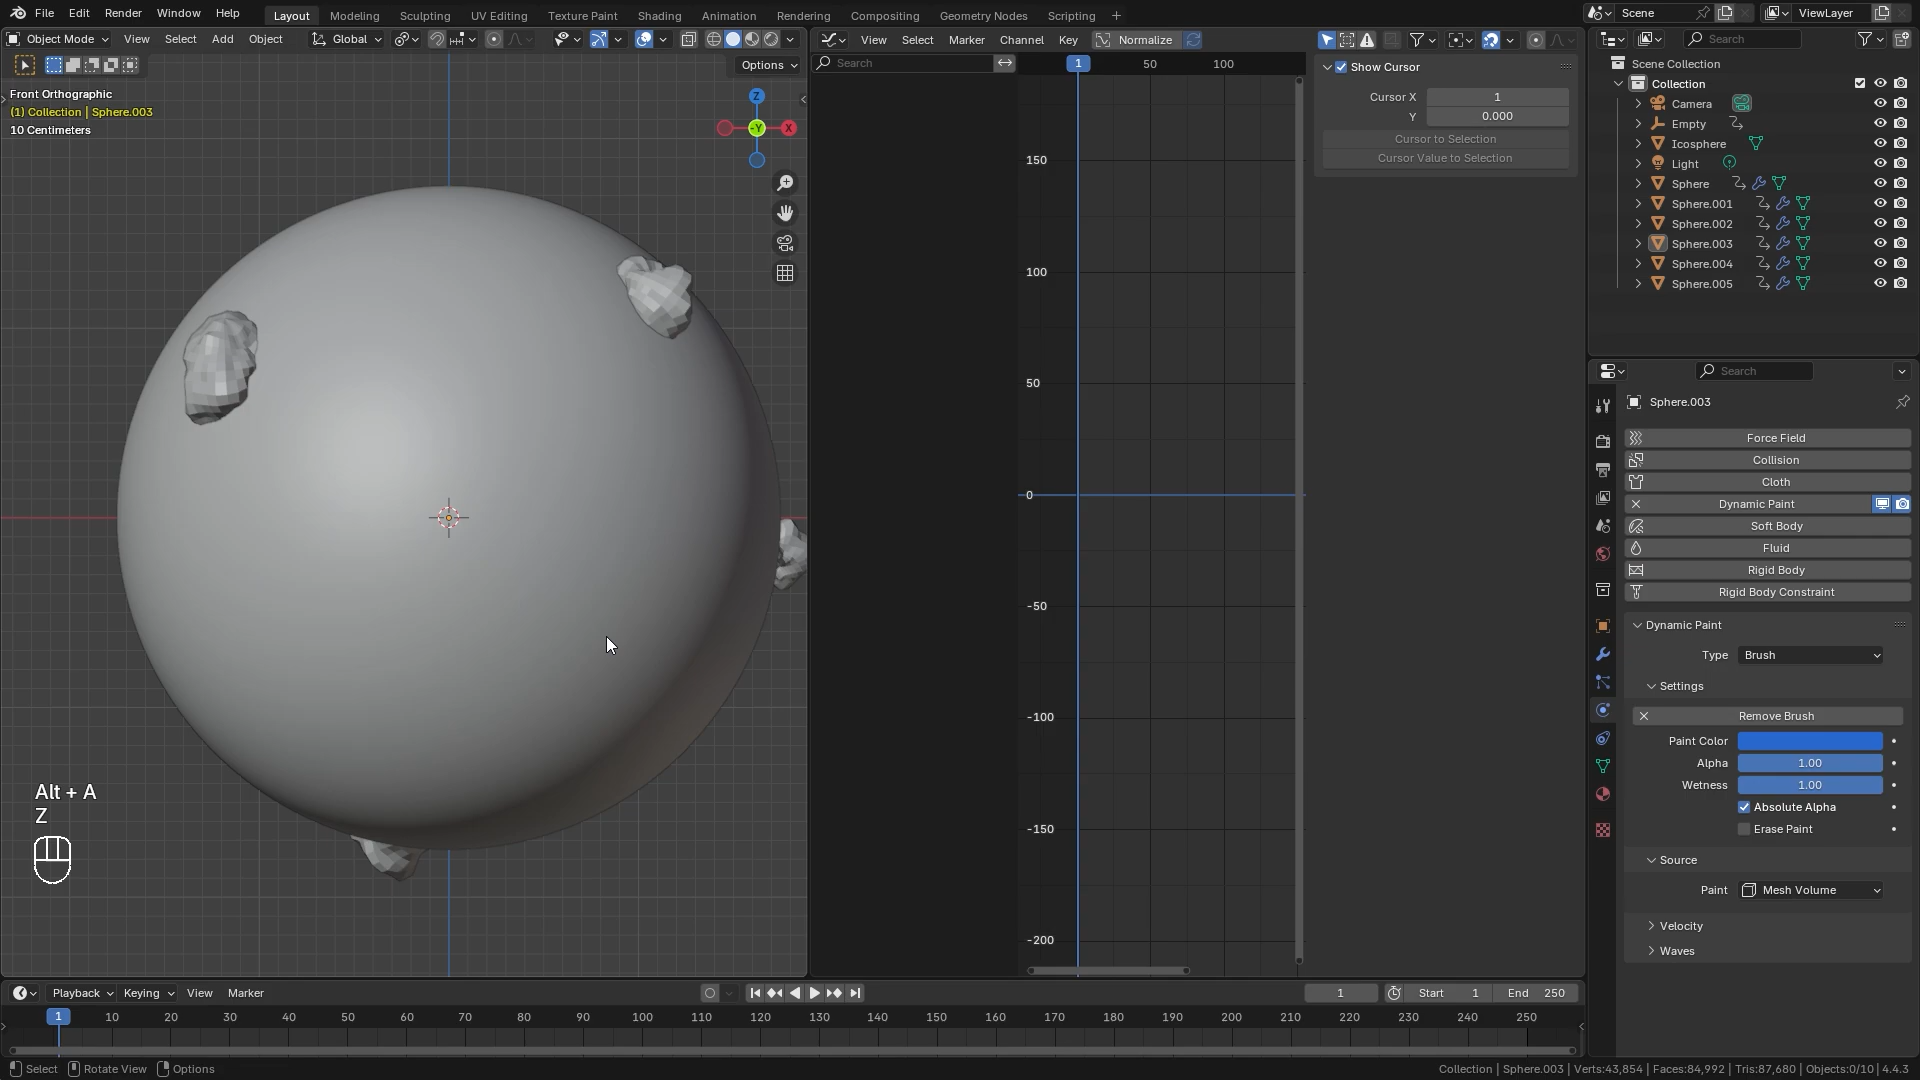 File Edit Render Window Help Layout Modeling Sculpting UV Editing Texture Paint Shading Animation Rendering Compositing Geometry Nodes Scripting + Scene ViewLayer
Object Mode View Select Add Object Global View Select Marker Channel Key Normalize Search
Options
Search
1 50 100
Front Orthographic
(1) Collection | Sphere.003
10 Centimeters
Z
-Y
X
150
100
50
0
-50
-100
-150
-200
Show Cursor
Cursor X 1
Y 0.000
Cursor to Selection
Cursor Value to Selection
Scene Collection
Collection
Camera
Empty
Icosphere
Light
Sphere
Sphere.001
Sphere.002
Sphere.003
Sphere.004
Sphere.005
Search
Sphere.003
Force Field
Collision
Cloth
Dynamic Paint
Soft Body
Fluid
Rigid Body
Rigid Body Constraint
Dynamic Paint
Type Brush
Settings
Remove Brush
Paint Color
Alpha 1.00
Wetness 1.00
Absolute Alpha
Erase Paint
Source
Paint Mesh Volume
Velocity
Waves
Alt + A
Z
Playback Keying View Marker 1 Start 1 End 250
1 10 20 30 40 50 60 70 80 90 100 110 120 130 140 150 160 170 180 190 200 210 220 230 240 250
Select Rotate View Options Collection | Sphere.003 | Verts:43,854 | Faces:84,992 | Tris:87,680 | Objects:0/10 | 4.4.3